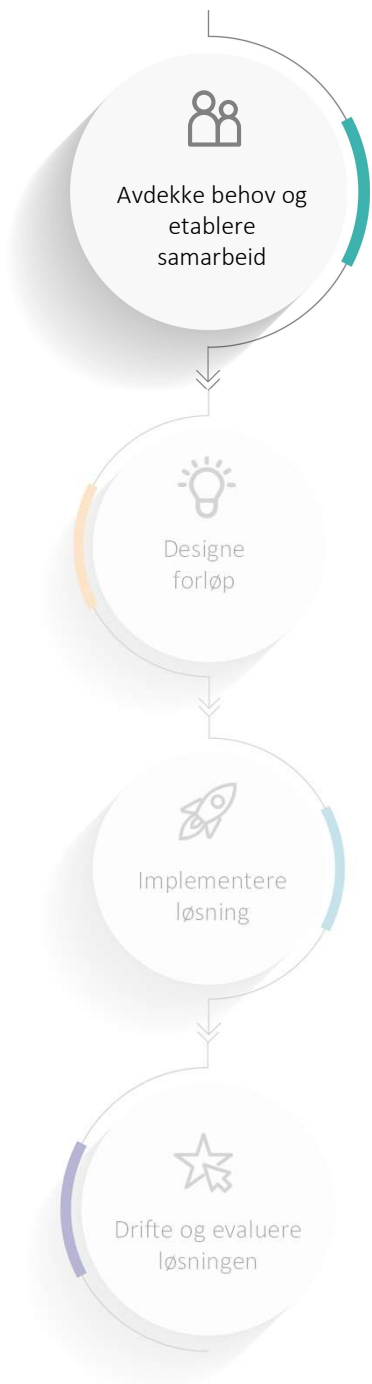 Avdekke behov og
etablere
samarbeid
Designe
forløp
Implementere
løsning
Drifte og evaluere
løsningen